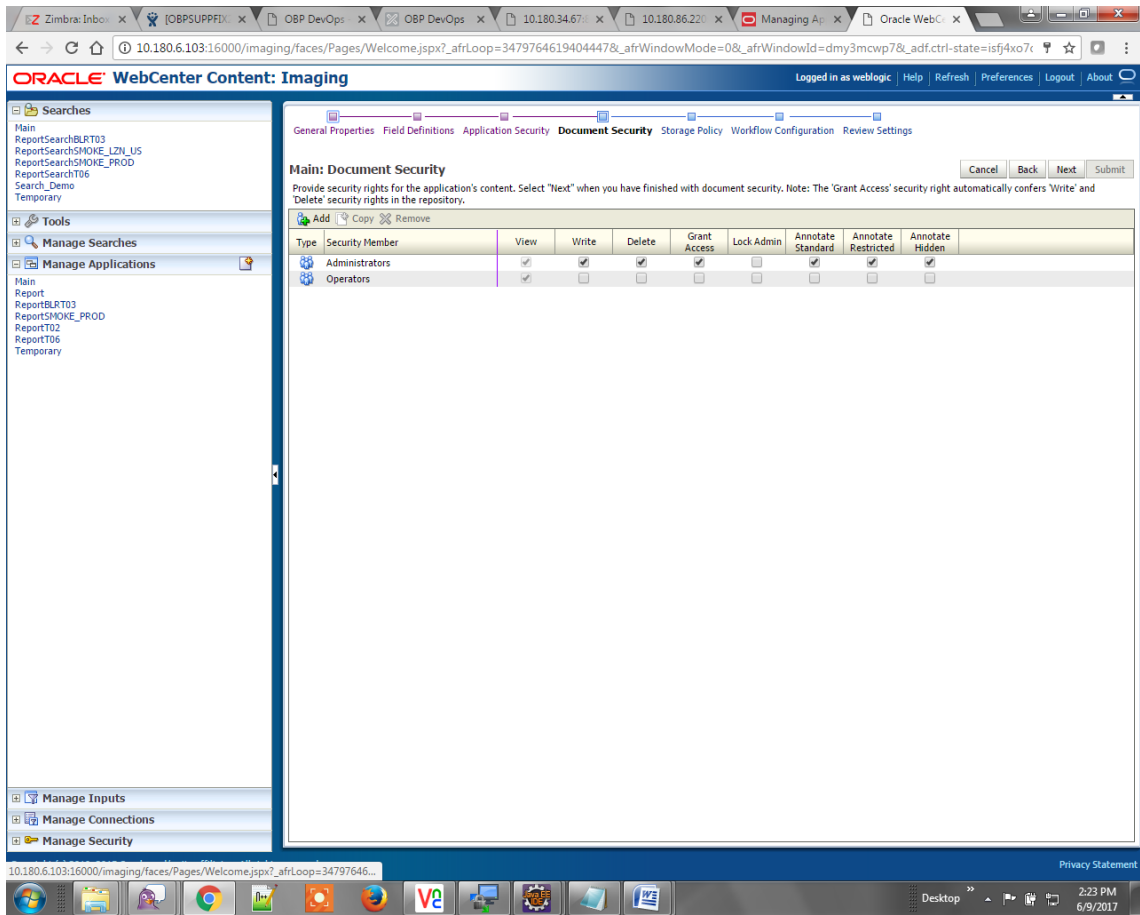 Zimbra: Inbox
[OBPSUPPFIX
OBP DevOps
OBP DevOps
10.180.34.67:
10.180.86.220
Managing Ap
Oracle WebCe
10.180.6.103:16000/imaging/faces/Pages/Welcome.jspx?_afrLoop=34797646194044447&_afrWindowMode=0&_afrWindowId=dmy3mcwp7&_adf.ctrl-state=isfj4xo7c
ORACLE WebCenter Content: Imaging
Logged in as weblogic Help Refresh Preferences Logout About
Searches
Main
ReportSearchBLRT03
ReportSearchSMOKE_LZN_US
ReportSearchSMOKE_PROD
ReportSearchT06
Search_Demo
Temporary
Tools
Manage Searches
Manage Applications
Main
Report
ReportBLRT03
ReportSMOKE_PROD
ReportT02
ReportT06
Temporary
Manage Inputs
Manage Connections
Manage Security
General Properties Field Definitions Application Security Document Security Storage Policy Workflow Configuration Review Settings
Main: Document Security
Cancel Back Next Submit
Provide security rights for the application's content. Select "Next" when you have finished with document security. Note: The 'Grant Access' security right automatically confers 'Write' and
'Delete' security rights in the repository.
Add Copy Remove
Type Security Member View Write Delete Grant Access Lock Admin Annotate Standard Annotate Restricted Annotate Hidden
Administrators
Operators
Privacy Statement
10.180.6.103:16000/imaging/faces/Pages/Welcome.jspx?_afrLoop=34797646...
Desktop
2:23 PM
6/9/2017